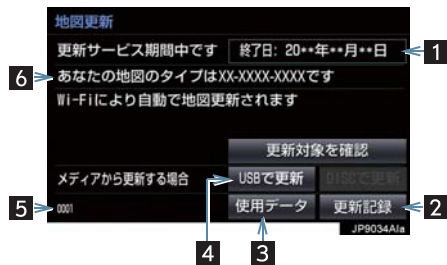 地図更新
更新サービス期間中です 終了日: 20**年**月**日 1
6 あなたの地図のタイプはXX-XXXX-XXXXです
Wi-Fiにより自動で地図更新されます
更新対象を確認
メディアから更新する場合 USBで更新 DISCで更新
5 0001 使用データ 更新記録 2
JP9034AIa
4 3